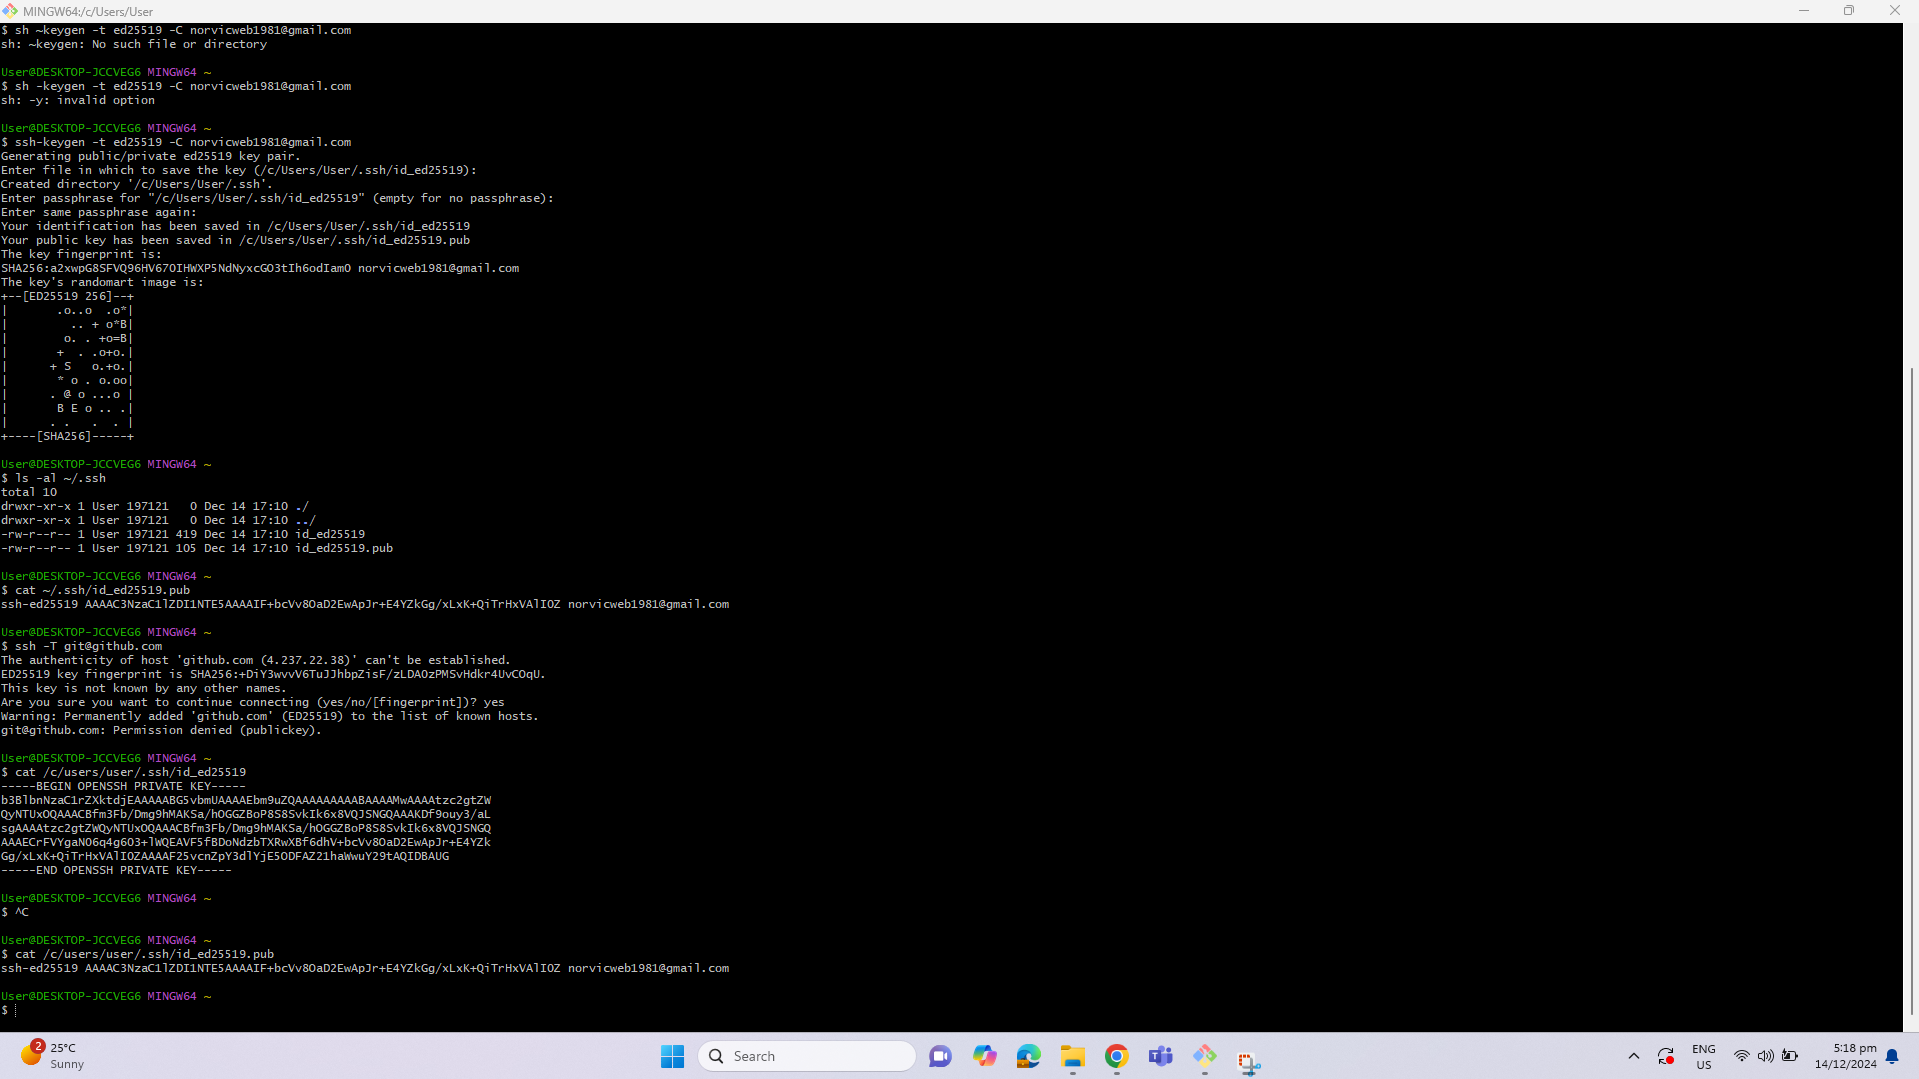 MINGW64:/c/Users/User
$ sh ~keygen -t ed25519 -C norvicweb1981@gmail.com
sh: ~keygen: No such file or directory
User@DESKTOP-JCCVEG6 MINGW64 ~
$ sh -keygen -t ed25519 -C norvicweb1981@gmail.com
sh: -y: invalid option
User@DESKTOP-JCCVEG6 MINGW64 ~
$ ssh-keygen -t ed25519 -C norvicweb1981@gmail.com
Generating public/private ed25519 key pair.
Enter file in which to save the key (/c/Users/User/.ssh/id_ed25519):
Created directory '/c/Users/User/.ssh'.
Enter passphrase for "/c/Users/User/.ssh/id_ed25519" (empty for no passphrase):
Enter same passphrase again:
Your identification has been saved in /c/Users/User/.ssh/id_ed25519
Your public key has been saved in /c/Users/User/.ssh/id_ed25519.pub
The key fingerprint is:
SHA256:a2xwpG8SFVQ96HV67OIHWXP5NdNyxcGO3tIh6odIamO norvicweb1981@gmail.com
The key's randomart image is:
+--[ED25519 256]--+
|       .o..o  .o*|
|         .. + o*B|
|        o. . +o=B|
|       +  . .o+o.|
|      + S   o.+o.|
|       * o . o.oo|
|      . @ o ...o |
|       B E o .. .|
|      . .   .  . |
+----[SHA256]-----+
User@DESKTOP-JCCVEG6 MINGW64 ~
$ ls -al ~/.ssh
total 10
drwxr-xr-x 1 User 197121   0 Dec 14 17:10 ./
drwxr-xr-x 1 User 197121   0 Dec 14 17:10 ../
-rw-r--r-- 1 User 197121 419 Dec 14 17:10 id_ed25519
-rw-r--r-- 1 User 197121 105 Dec 14 17:10 id_ed25519.pub
User@DESKTOP-JCCVEG6 MINGW64 ~
$ cat ~/.ssh/id_ed25519.pub
ssh-ed25519 AAAAC3NzaC1lZDI1NTE5AAAAIF+bcVv8OaD2EwApJr+E4YZkGg/xLxK+QiTrHxVAlIOZ norvicweb1981@gmail.com
User@DESKTOP-JCCVEG6 MINGW64 ~
$ ssh -T git@github.com
The authenticity of host 'github.com (4.237.22.38)' can't be established.
ED25519 key fingerprint is SHA256:+DiY3wvvV6TuJJhbpZisF/zLDA0zPMSvHdkr4UvCOqU.
This key is not known by any other names.
Are you sure you want to continue connecting (yes/no/[fingerprint])? yes
Warning: Permanently added 'github.com' (ED25519) to the list of known hosts.
git@github.com: Permission denied (publickey).
User@DESKTOP-JCCVEG6 MINGW64 ~
$ cat /c/users/user/.ssh/id_ed25519
-----BEGIN OPENSSH PRIVATE KEY-----
b3BlbnNzaC1rZXktdjEAAAAABG5vbmUAAAAEbm9uZQAAAAAAAAABAAAAMwAAAAtzc2gtZW
QyNTUxOQAAACBfm3Fb/Dmg9hMAKSa/hOGGZBoP8S8SvkIk6x8VQJSNGQAAAKDf9ouy3/aL
sgAAAAtzc2gtZWQyNTUxOQAAACBfm3Fb/Dmg9hMAKSa/hOGGZBoP8S8SvkIk6x8VQJSNGQ
AAAECrFVYgaNO6q4g6O3+lWQEAVF5fBDoNdzbTXRwXBf6dhV+bcVv8OaD2EwApJr+E4YZk
Gg/xLxK+QiTrHxVAlIOZAAAAF25vcnZpY3dlYjE5ODFAZ21haWwuY29tAQIDBAUG
-----END OPENSSH PRIVATE KEY-----
User@DESKTOP-JCCVEG6 MINGW64 ~
$ ^C
User@DESKTOP-JCCVEG6 MINGW64 ~
$ cat /c/users/user/.ssh/id_ed25519.pub
ssh-ed25519 AAAAC3NzaC1lZDI1NTE5AAAAIF+bcVv8OaD2EwApJr+E4YZkGg/xLxK+QiTrHxVAlIOZ norvicweb1981@gmail.com
User@DESKTOP-JCCVEG6 MINGW64 ~
$
2
25°C
Sunny
Search
ENG
US
5:18 pm
14/12/2024